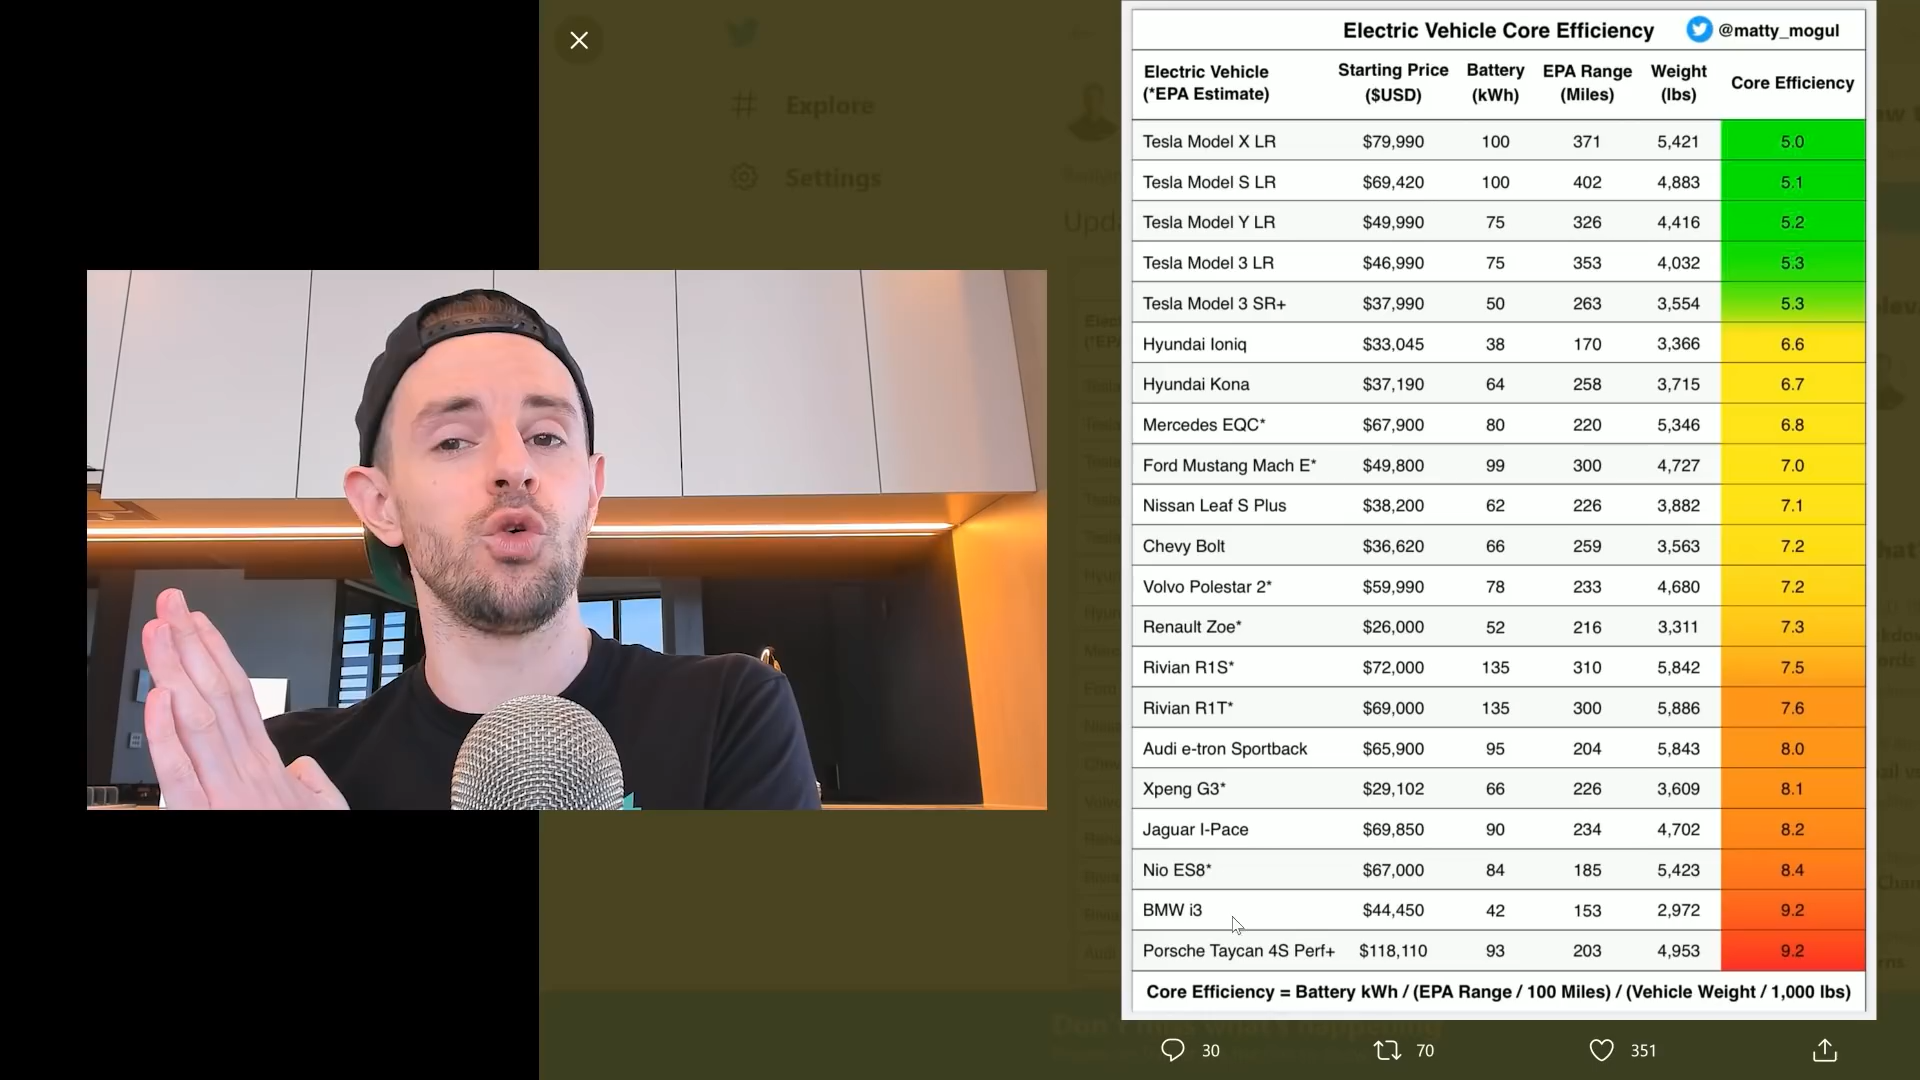 Explore
Settings
Electric Vehicle Core Efficiency @matty_mogul
Electric Vehicle (*EPA Estimate) Starting Price ($USD) Battery (kWh) EPA Range (Miles) Weight (lbs) Core Efficiency
Tesla Model X LR $79,990 100 371 5,421 5.0
Tesla Model S LR $69,420 100 402 4,883 5.1
Tesla Model Y LR $49,990 75 326 4,416 5.2
Tesla Model 3 LR $46,990 75 353 4,032 5.3
Tesla Model 3 SR+ $37,990 50 263 3,554 5.3
Hyundai Ioniq $33,045 38 170 3,366 6.6
Hyundai Kona $37,190 64 258 3,715 6.7
Mercedes EQC* $67,900 80 220 5,346 6.8
Ford Mustang Mach E* $49,800 99 300 4,727 7.0
Nissan Leaf S Plus $38,200 62 226 3,882 7.1
Chevy Bolt $36,620 66 259 3,563 7.2
Volvo Polestar 2* $59,990 78 233 4,680 7.2
Renault Zoe* $26,000 52 216 3,311 7.3
Rivian R1S* $72,000 135 310 5,842 7.5
Rivian R1T* $69,000 135 300 5,886 7.6
Audi e-tron Sportback $65,900 95 204 5,843 8.0
Xpeng G3* $29,102 66 226 3,609 8.1
Jaguar I-Pace $69,850 90 234 4,702 8.2
Nio ES8* $67,000 84 185 5,423 8.4
BMW i3 $44,450 42 153 2,972 9.2
Porsche Taycan 4S Perf+ $118,110 93 203 4,953 9.2
Core Efficiency = Battery kWh / (EPA Range / 100 Miles) / (Vehicle Weight / 1,000 lbs)
Don't miss what's happening
30 70 351